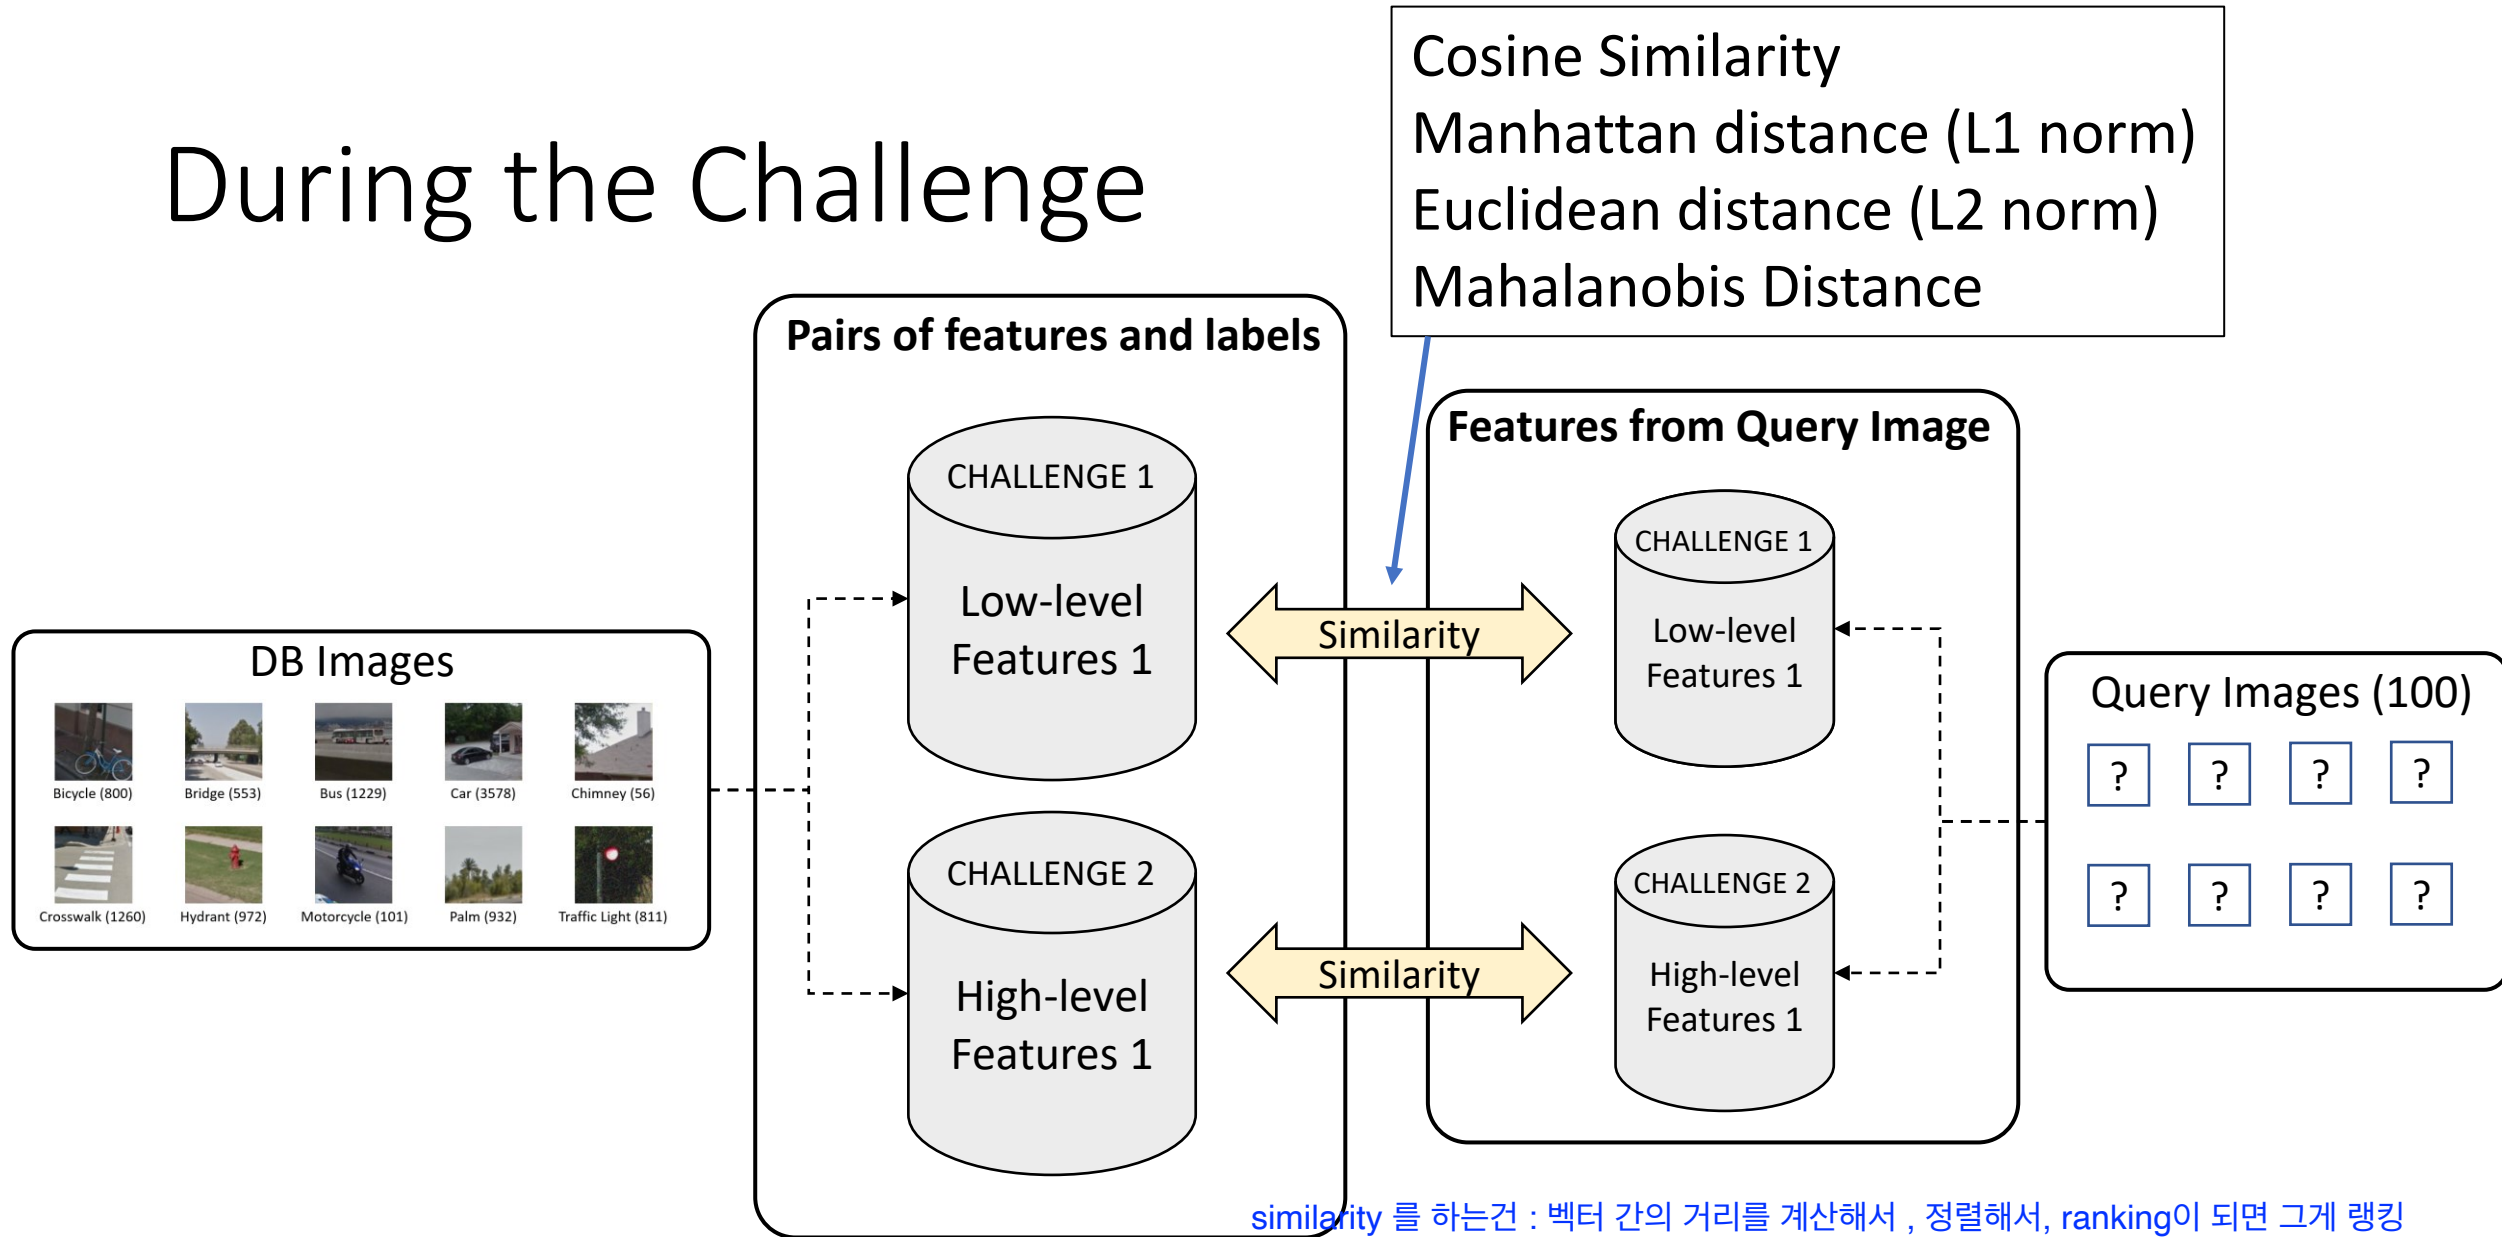 During the Challenge
Cosine Similarity
Manhattan distance (L1 norm)
Euclidean distance (L2 norm)
Mahalanobis Distance
DB Images
Bicycle (800)
Bridge (553)
Bus (1229)
Car (3578)
Chimney (56)
Crosswalk (1260)
Hydrant (972)
Motorcycle (101)
Palm (932)
Traffic Light (811)
Pairs of features and labels
CHALLENGE 1
Low-level
Features 1
CHALLENGE 2
High-level
Features 1
Similarity
Similarity
Features from Query Image
CHALLENGE 1
Low-level
Features 1
CHALLENGE 2
High-level
Features 1
Query Images (100)
? ? ? ?
? ? ? ?
similarity 를 하는건 : 벡터 간의 거리를 계산해서 , 정렬해서, ranking이 되면 그게 랭킹